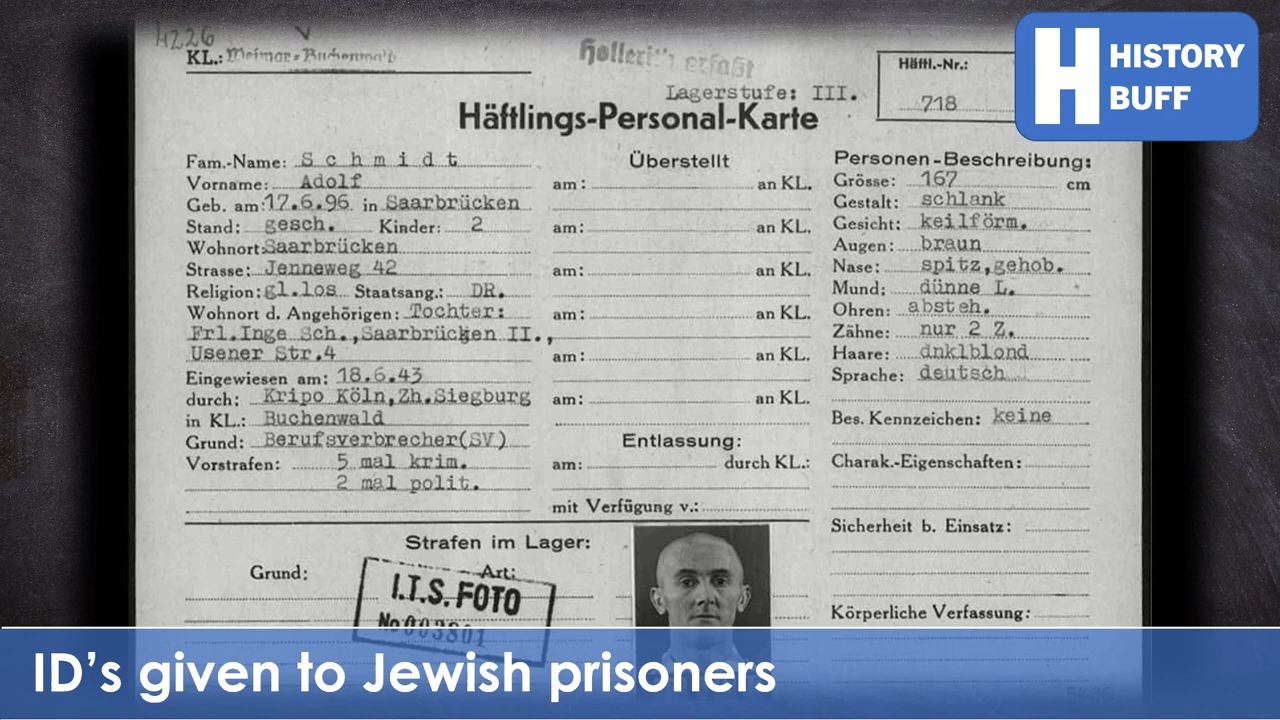 4226
KL.: Weimar-Buchenwald
Hollerith erfaßt
Lagerstufe: III.
Häftl.-Nr.:
718
H HISTORY
BUFF
Häftlings-Personal-Karte
Fam.-Name: Schmidt
Vorname: Adolf
Geb. am: 17.6.96 in Saarbrücken
Stand: gesch. Kinder: 2
Wohnort: Saarbrücken
Strasse: Jenneweg 42
Religion: gl.los Staatsang.: DR.
Wohnort d. Angehörigen: Tochter:
Frl.Inge Sch.,Saarbrücken II.,
Usener Str.4
Eingewiesen am: 18.6.43
durch: Kripo Köln,Zh.Siegburg
in KL.: Buchenwald
Grund: Berufsverbrecher(SV)
Vorstrafen: 5 mal krim.
2 mal polit.
Überstellt
am: an KL.
am: an KL.
am: an KL.
am: an KL.
am: an KL.
am: an KL.
Entlassung:
am: durch KL.:
mit Verfügung v.:
Personen-Beschreibung:
Grösse: 167 cm
Gestalt: schlank
Gesicht: keilförm.
Augen: braun
Nase: spitz,gehob.
Mund: dünne L.
Ohren: absteh.
Zähne: nur 2 Z.
Haare: dnklblond
Sprache: deutsch
Bes. Kennzeichen: keine
Charak.-Eigenschaften:
Sicherheit b. Einsatz:
Körperliche Verfassung:
Strafen im Lager:
Grund: Art:
I.T.S. FOTO
No 003801
ID’s given to Jewish prisoners